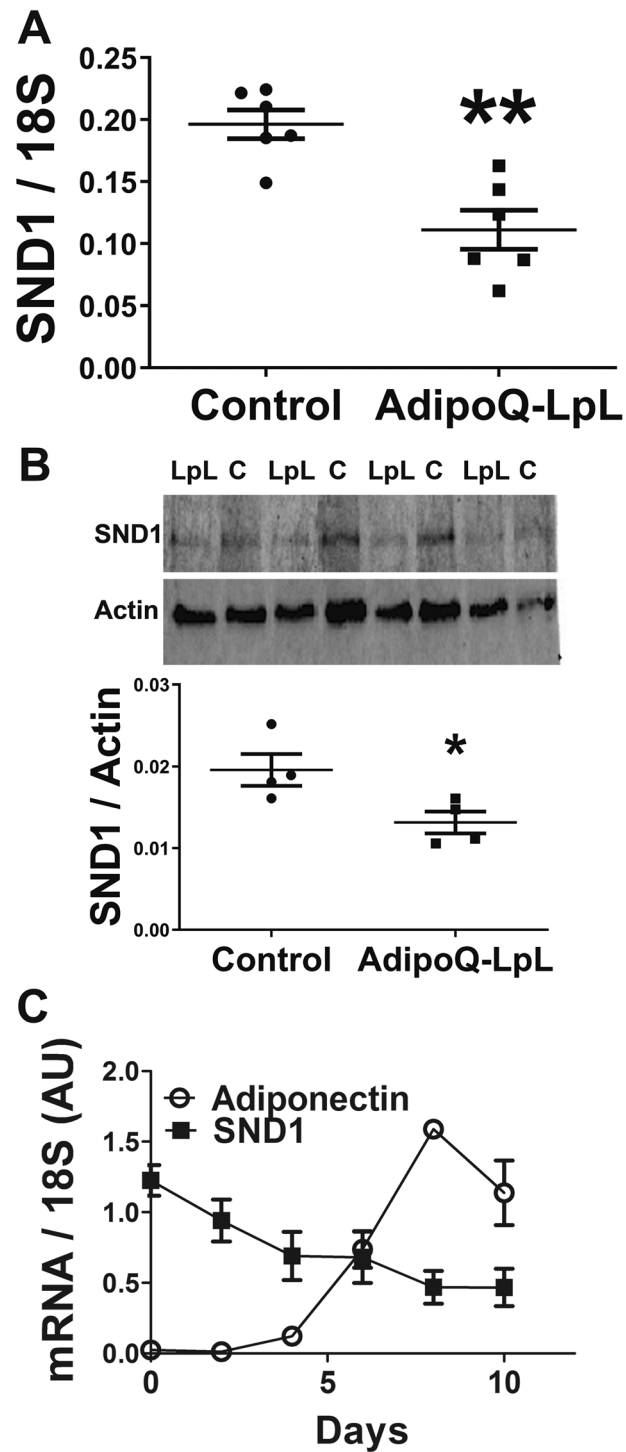 A
SND1 / 18S
0.25
0.20
0.15
0.10
0.05
0.00
**
Control AdipoQ-LpL
B
LpL C LpL C LpL C LpL C
SND1
Actin
SND1 / Actin
0.03
0.02
0.01
0.00
*
Control AdipoQ-LpL
C
mRNA / 18S (AU)
2.0
1.5
1.0
0.5
0.0
Adiponectin
SND1
0 5 10
Days